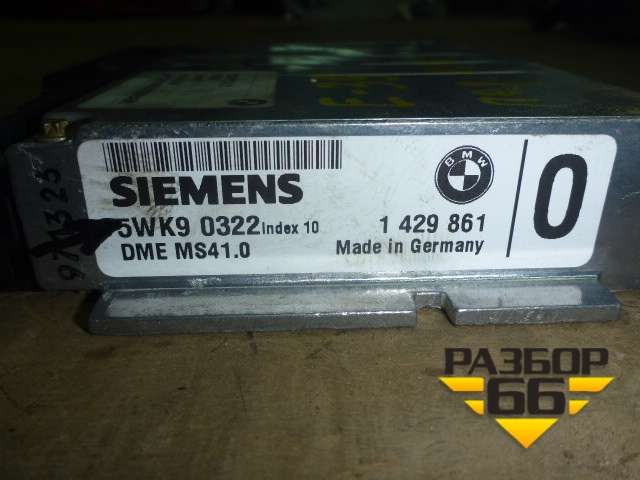 SIEMENS
BMW
5WK9 0322 Index 10
1 429 861
DME MS41.0
Made in Germany
0
РАЗБОР
66